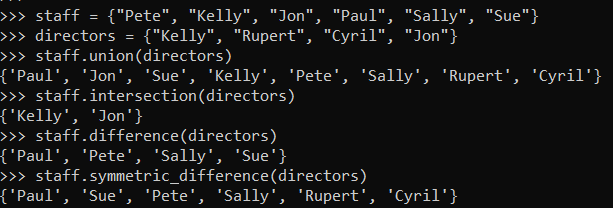 >>> staff = {"Pete", "Kelly", "Jon", "Paul", "Sally", "Sue"}
>>> directors = {"Kelly", "Rupert", "Cyril", "Jon"}
>>> staff.union(directors)
{'Paul', 'Jon', 'Sue', 'Kelly', 'Pete', 'Sally', 'Rupert', 'Cyril'}
>>> staff.intersection(directors)
{'Kelly', 'Jon'}
>>> staff.difference(directors)
{'Paul', 'Pete', 'Sally', 'Sue'}
>>> staff.symmetric_difference(directors)
{'Paul', 'Sue', 'Pete', 'Sally', 'Rupert', 'Cyril'}